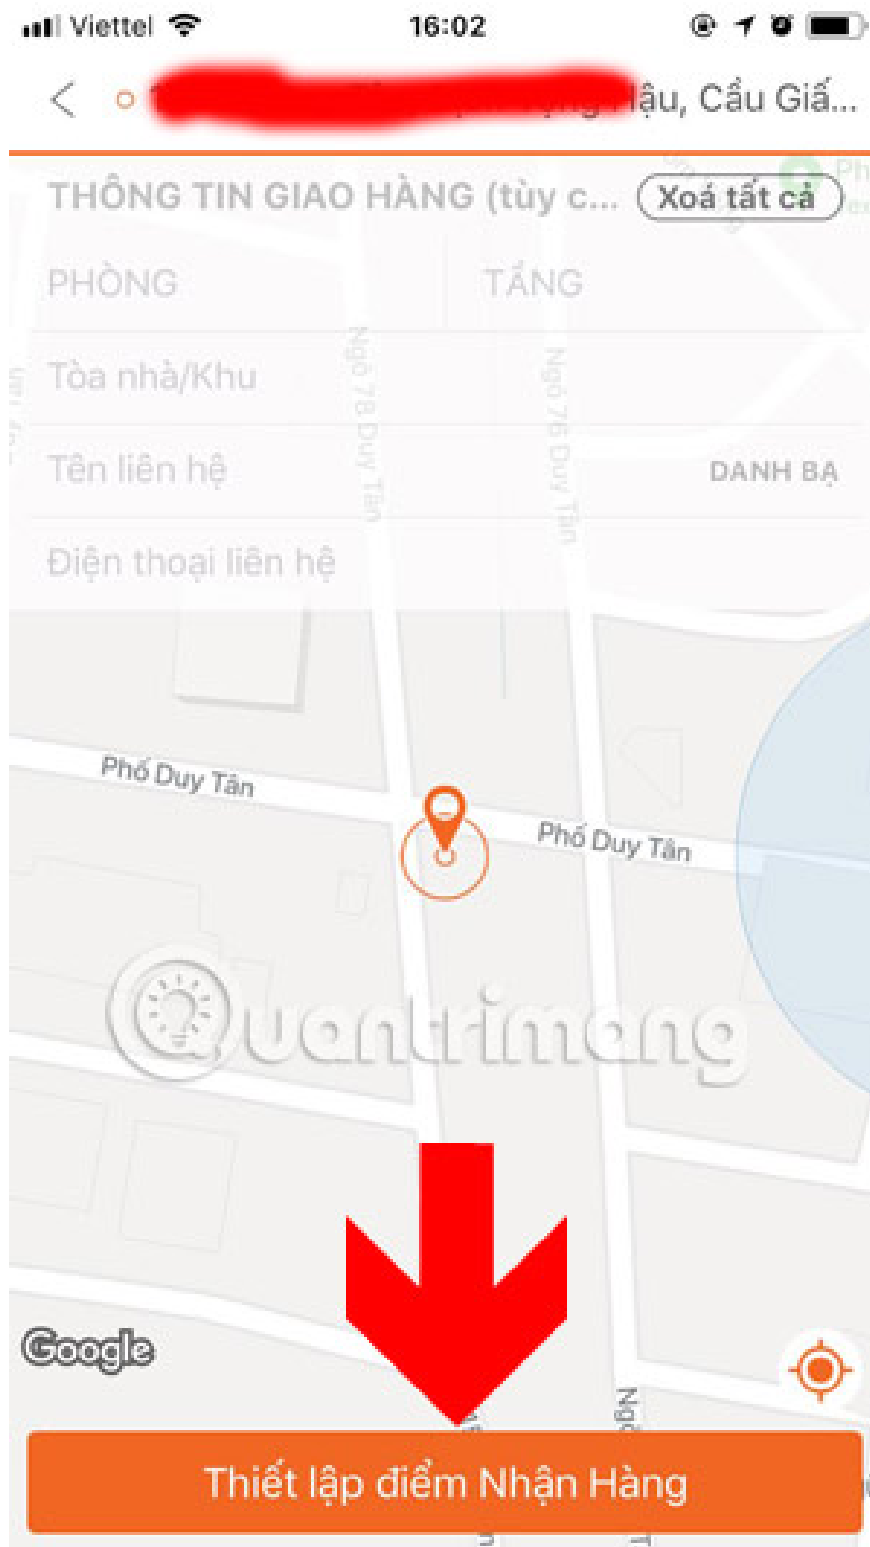 Viettel 16:02
ậu, Cầu Giấ...
THÔNG TIN GIAO HÀNG (tùy c... Xoá tất cả
PHÒNG TẦNG
Tòa nhà/Khu
Tên liên hệ DANH BẠ
Điện thoại liên hệ
Ngõ 78 Duy Tân
Ngõ 76 Duy Tân
Phố Duy Tân
Phố Duy Tân
Quantrimang
Google
Thiết lập điểm Nhận Hàng